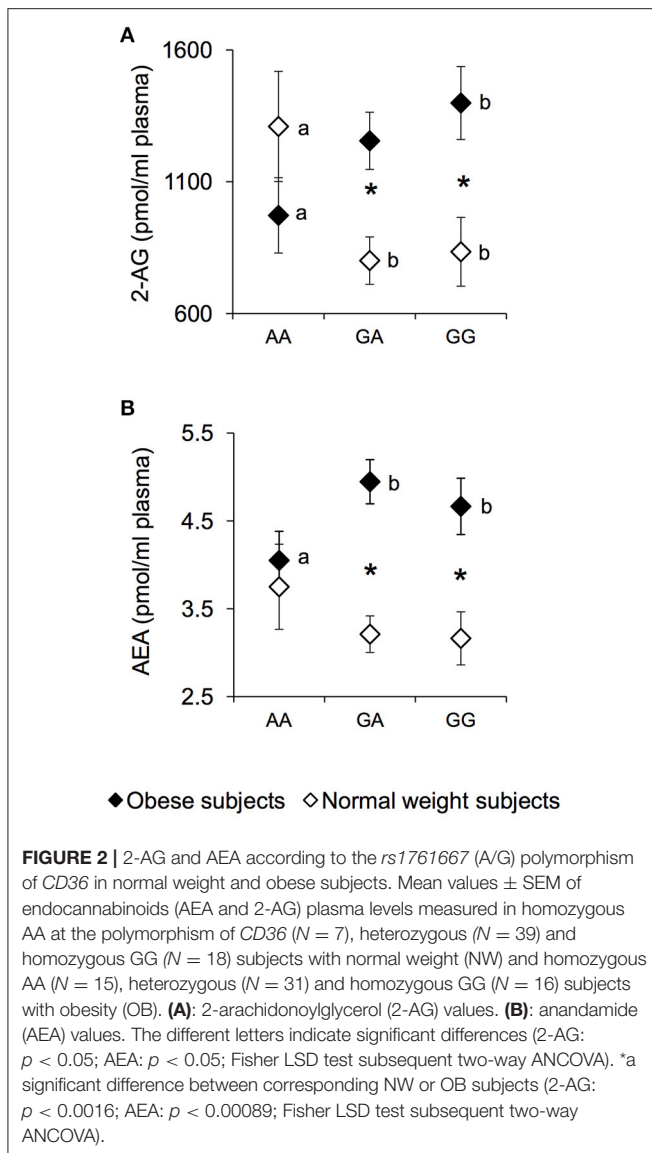 A
1600
1100
600
2-AG (pmol/ml plasma)
a
a
*
b
b
*
b
AA GA GG
B
5.5
4.5
3.5
2.5
AEA (pmol/ml plasma)
a
b
*
b
*
AA GA GG
Obese subjects Normal weight subjects
FIGURE 2 | 2-AG and AEA according to the rs1761667 (A/G) polymorphism
of CD36 in normal weight and obese subjects. Mean values ± SEM of
endocannabinoids (AEA and 2-AG) plasma levels measured in homozygous
AA at the polymorphism of CD36 (N = 7), heterozygous (N = 39) and
homozygous GG (N = 18) subjects with normal weight (NW) and homozygous
AA (N = 15), heterozygous (N = 31) and homozygous GG (N = 16) subjects
with obesity (OB). (A): 2-arachidonoylglycerol (2-AG) values. (B): anandamide
(AEA) values. The different letters indicate significant differences (2-AG:
p < 0.05; AEA: p < 0.05; Fisher LSD test subsequent two-way ANCOVA). *a
significant difference between corresponding NW or OB subjects (2-AG:
p < 0.0016; AEA: p < 0.00089; Fisher LSD test subsequent two-way
ANCOVA).